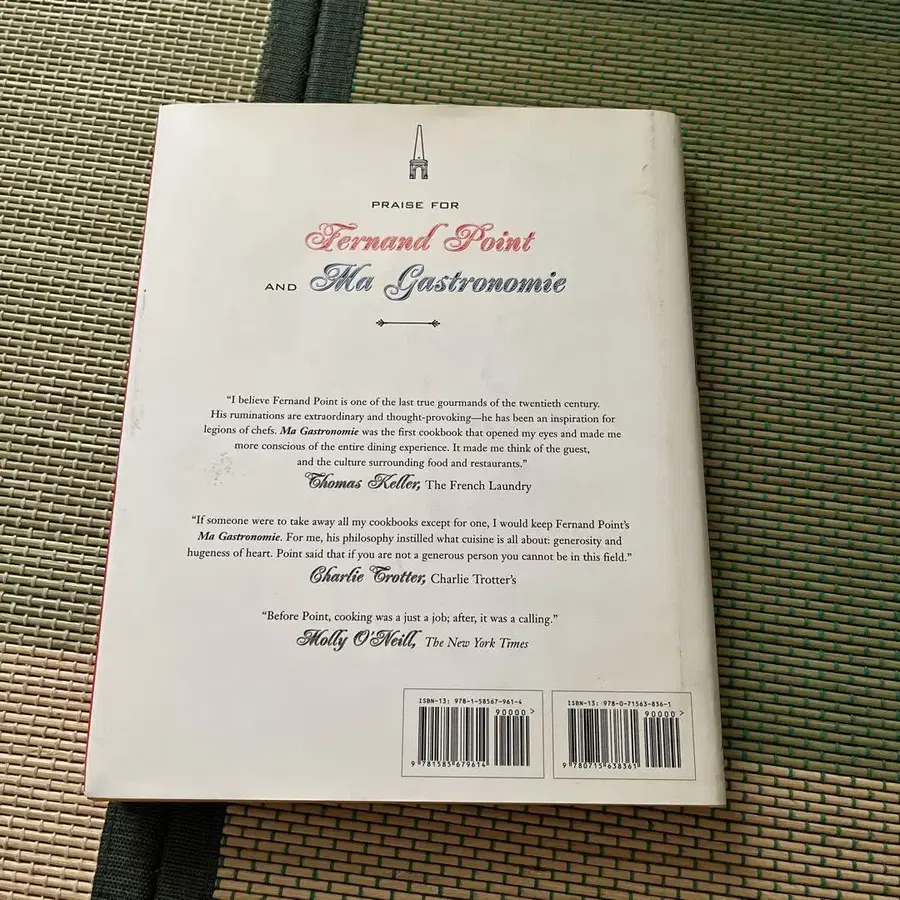 PRAISE FOR
Fernand Point
AND Ma Gastronomie
“I believe Fernand Point is one of the last true gourmands of the twentieth century.
His ruminations are extraordinary and thought-provoking—he has been an inspiration for
legions of chefs. Ma Gastronomie was the first cookbook that opened my eyes and made me
more conscious of the entire dining experience. It made me think of the guest,
and the culture surrounding food and restaurants.”
Thomas Keller, The French Laundry
“If someone were to take away all my cookbooks except for one, I would keep Fernand Point’s
Ma Gastronomie. For me, his philosophy instilled what cuisine is all about: generosity and
hugeness of heart. Point said that if you are not a generous person you cannot be in this field.”
Charlie Trotter, Charlie Trotter’s
“Before Point, cooking was a just a job; after, it was a calling.”
Molly O’Neill, The New York Times
ISBN-13: 978-1-58567-961-4
90000 >
9 781585 679614
ISBN-13: 978-0-71563-836-1
90000 >
9 780715 638361